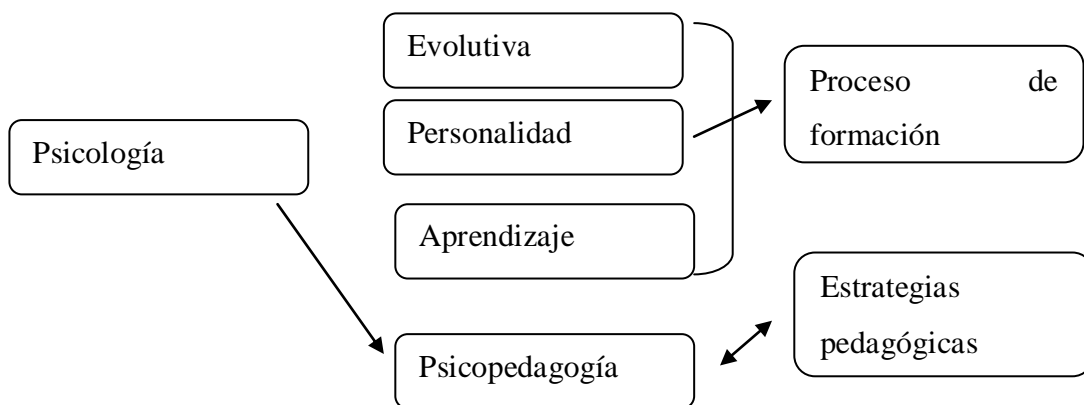 Evolutiva
Proceso de
formación
Personalidad
Psicología
Aprendizaje
Estrategias
pedagógicas
Psicopedagogía